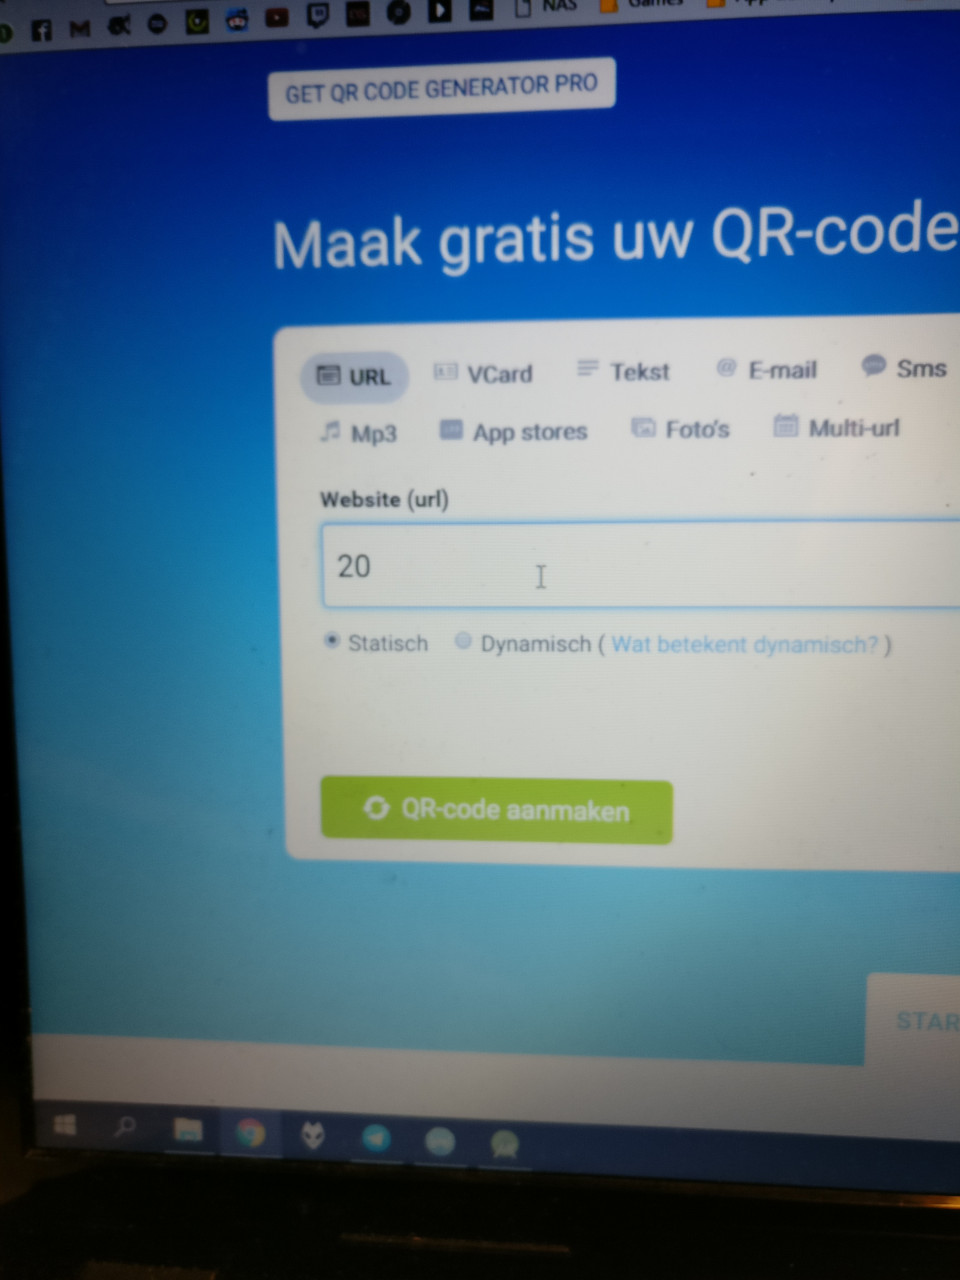 NAS Games
GET QR CODE GENERATOR PRO
Maak gratis uw QR-code
URL VCard Tekst E-mail Sms
Mp3 App stores Foto's Multi-url
Website (url)
20
Statisch Dynamisch ( Wat betekent dynamisch? )
QR-code aanmaken
STAR